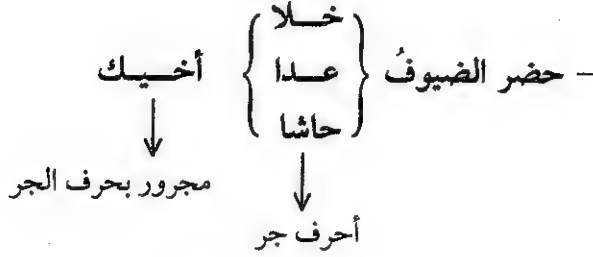 خلا
– حضر الضيوفُ { عدا } أخيك
حاشا
مجرور بحرف الجر
أحرف جر